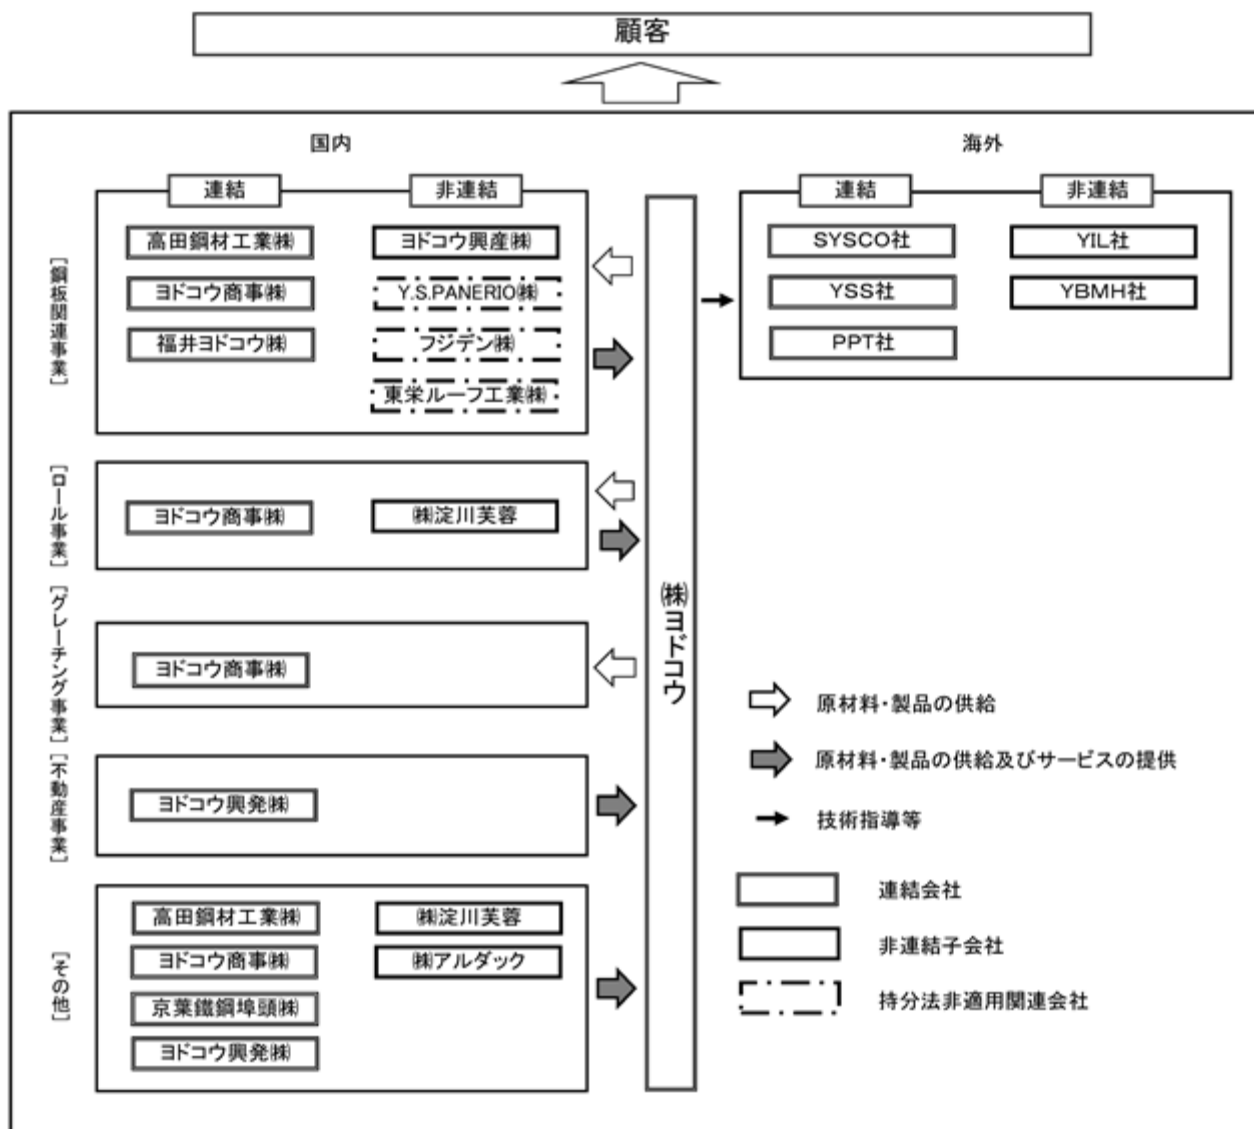 顧客
国内
海外
連結
非連結
連結
非連結
[鋼板関連事業]
高田鋼材工業㈱
ヨドコウ商事㈱
福井ヨドコウ㈱
ヨドコウ興産㈱
Y.S.PANERIO㈱
フジデン㈱
東栄ルーフ工業㈱
SYSCO社
YSS社
PPT社
YIL社
YBMH社
㈱ヨドコウ
[ロール事業]
ヨドコウ商事㈱
㈱淀川芙蓉
[グレーチング事業]
ヨドコウ商事㈱
[不動産事業]
ヨドコウ興発㈱
[その他]
高田鋼材工業㈱
ヨドコウ商事㈱
京葉鐵鋼埠頭㈱
ヨドコウ興発㈱
㈱淀川芙蓉
㈱アルダック
原材料・製品の供給
原材料・製品の供給及びサービスの提供
技術指導等
連結会社
非連結子会社
持分法非適用関連会社